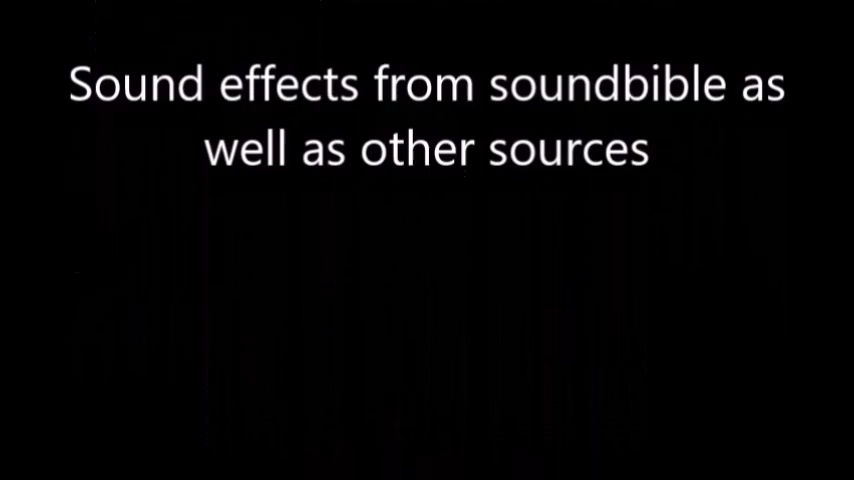 Sound effects from soundbible as
well as other sources